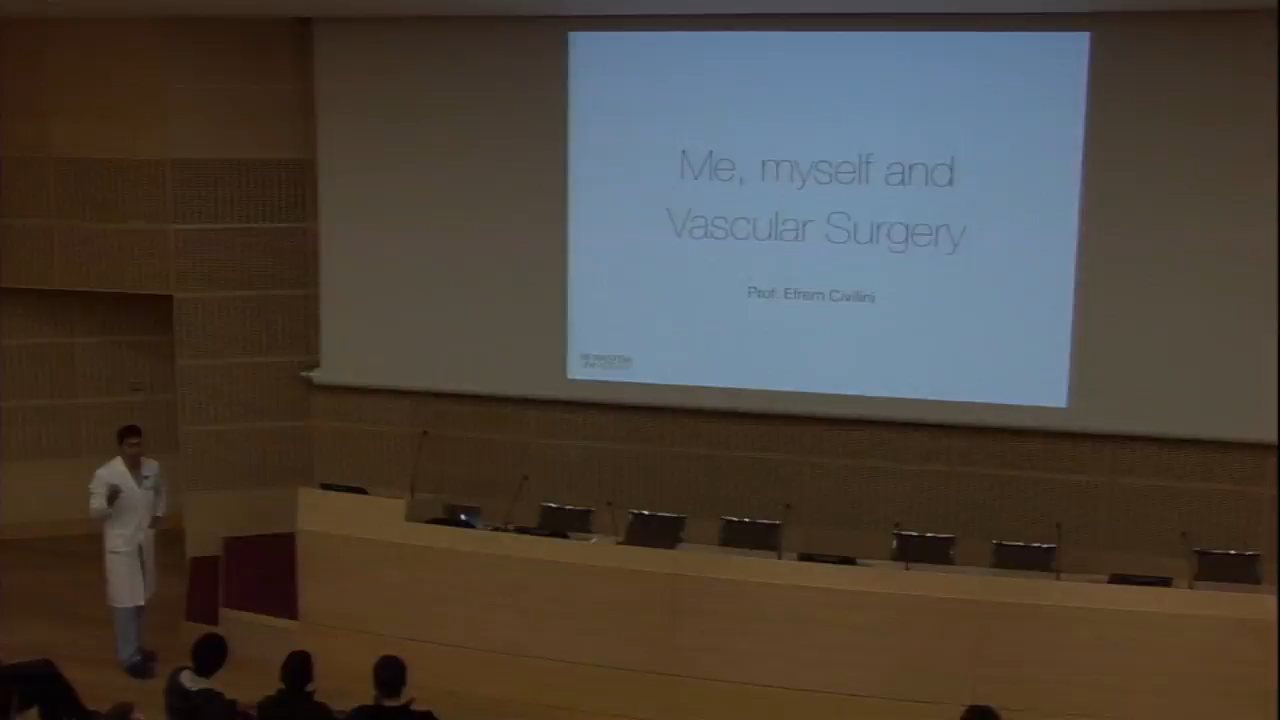 Me, myself and
Vascular Surgery
Prof. Efrem Civilini